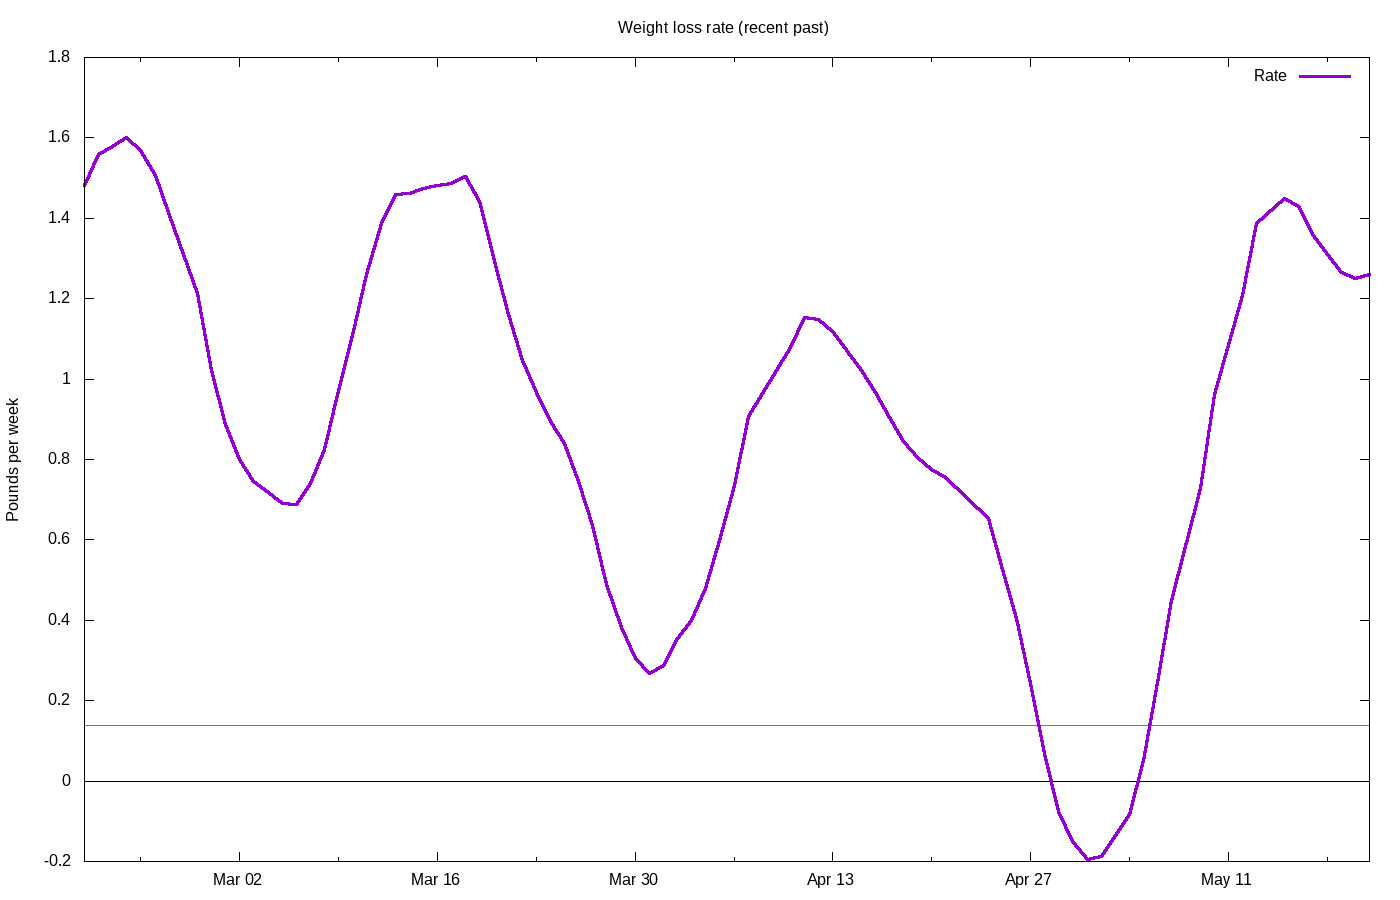 Weight loss rate (recent past)
Rate
Pounds per week
1.8
1.6
1.4
1.2
1
0.8
0.6
0.4
0.2
0
-0.2
Mar 02
Mar 16
Mar 30
Apr 13
Apr 27
May 11